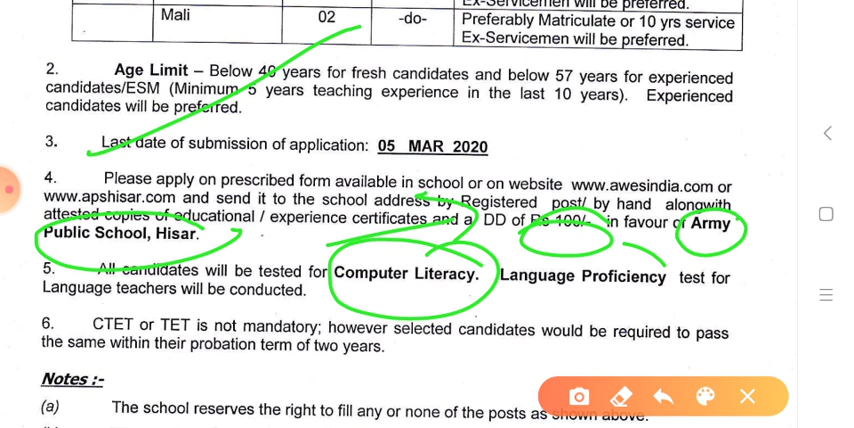 Ex-Servicemen will be preferred.
Mali 02 -do- Preferably Matriculate or 10 yrs service
Ex-Servicemen will be preferred.
2. Age Limit – Below 40 years for fresh candidates and below 57 years for experienced
candidates/ESM (Minimum 5 years teaching experience in the last 10 years). Experienced
candidates will be preferred.
3. Last date of submission of application: 05 MAR 2020
4. Please apply on prescribed form available in school or on website www.awesindia.com or
www.apshisar.com and send it to the school address by Registered post/ by hand alongwith
attested copies of educational / experience certificates and a DD of Rs 100/- in favour of Army
Public School, Hisar.
5. All candidates will be tested for Computer Literacy. Language Proficiency test for
Language teachers will be conducted.
6. CTET or TET is not mandatory; however selected candidates would be required to pass
the same within their probation term of two years.
Notes :-
(a) The school reserves the right to fill any or none of the posts as shown above.